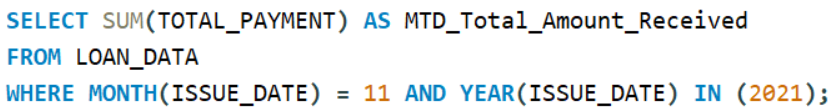 SELECT SUM(TOTAL_PAYMENT) AS MTD_Total_Amount_Received
FROM LOAN_DATA
WHERE MONTH(ISSUE_DATE) = 11 AND YEAR(ISSUE_DATE) IN (2021);